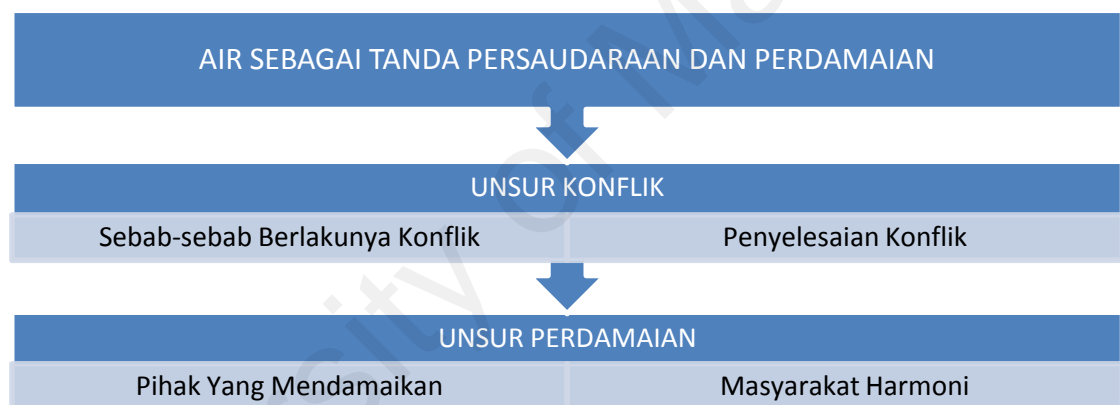 AIR SEBAGAI TANDA PERSAUDARAAN DAN PERDAMAIAN
UNSUR KONFLIK
Sebab-sebab Berlakunya Konflik
Penyelesaian Konflik
UNSUR PERDAMAIAN
Pihak Yang Mendamaikan
Masyarakat Harmoni